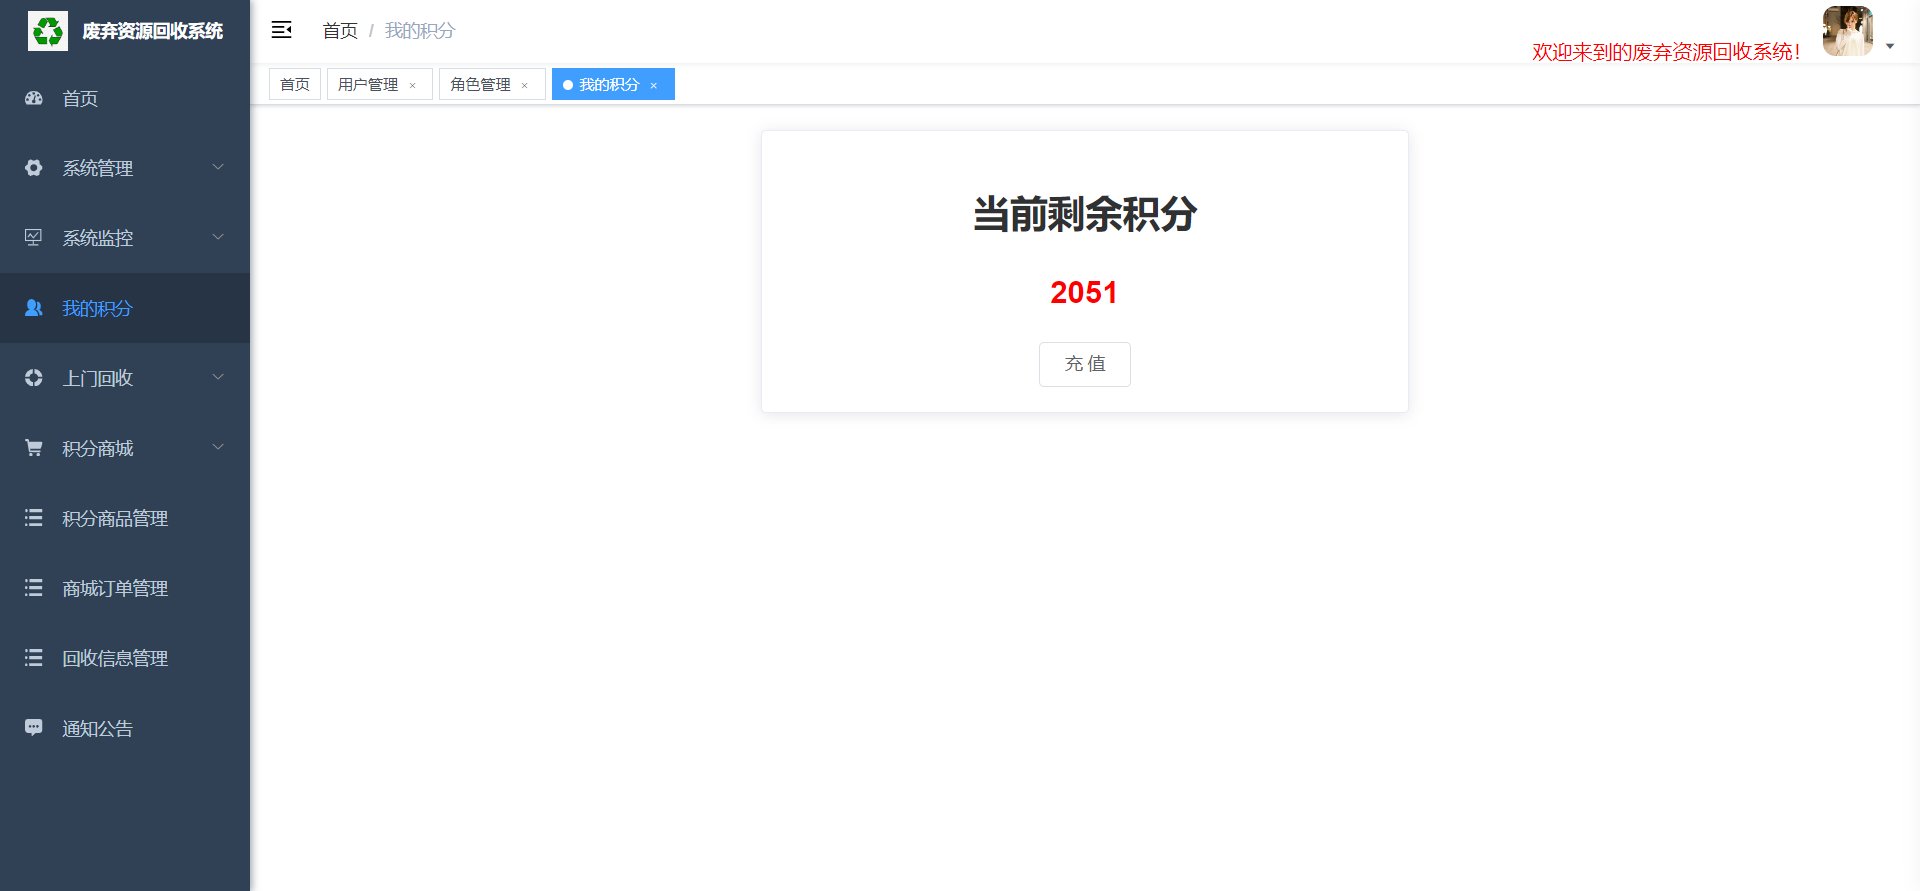 废弃资源回收系统
首页
系统管理
系统监控
我的积分
上门回收
积分商城
积分商品管理
商城订单管理
回收信息管理
通知公告
首页 / 我的积分
欢迎来到的废弃资源回收系统!
首页 用户管理 × 角色管理 × 我的积分 ×
当前剩余积分
2051
充 值